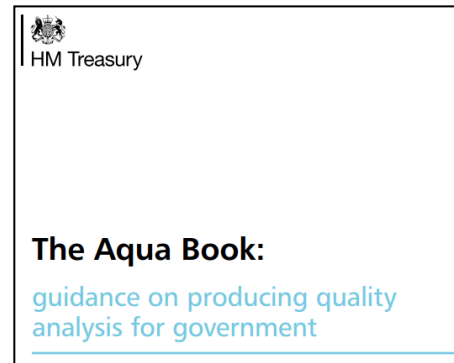 HM Treasury
The Aqua Book:
guidance on producing quality
analysis for government